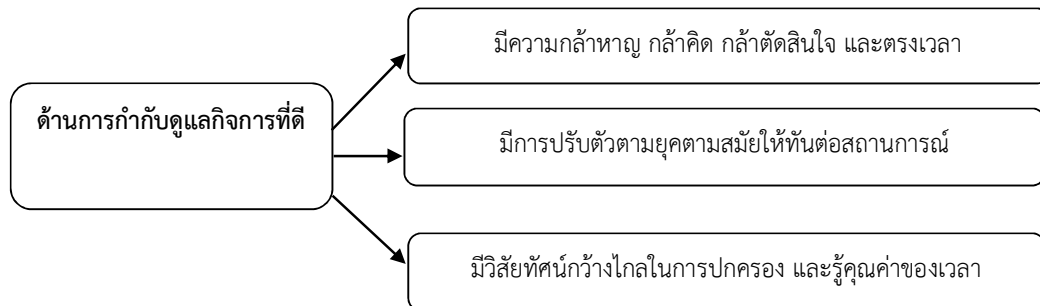 มีความกล้าหาญ กล้าคิด กล้าตัดสินใจ และตรงเวลา
ด้านการกำกับดูแลกิจการที่ดี
มีการปรับตัวตามยุคตามสมัยให้ทันต่อสถานการณ์
มีวิสัยทัศน์กว้างไกลในการปกครอง และรู้คุณค่าของเวลา